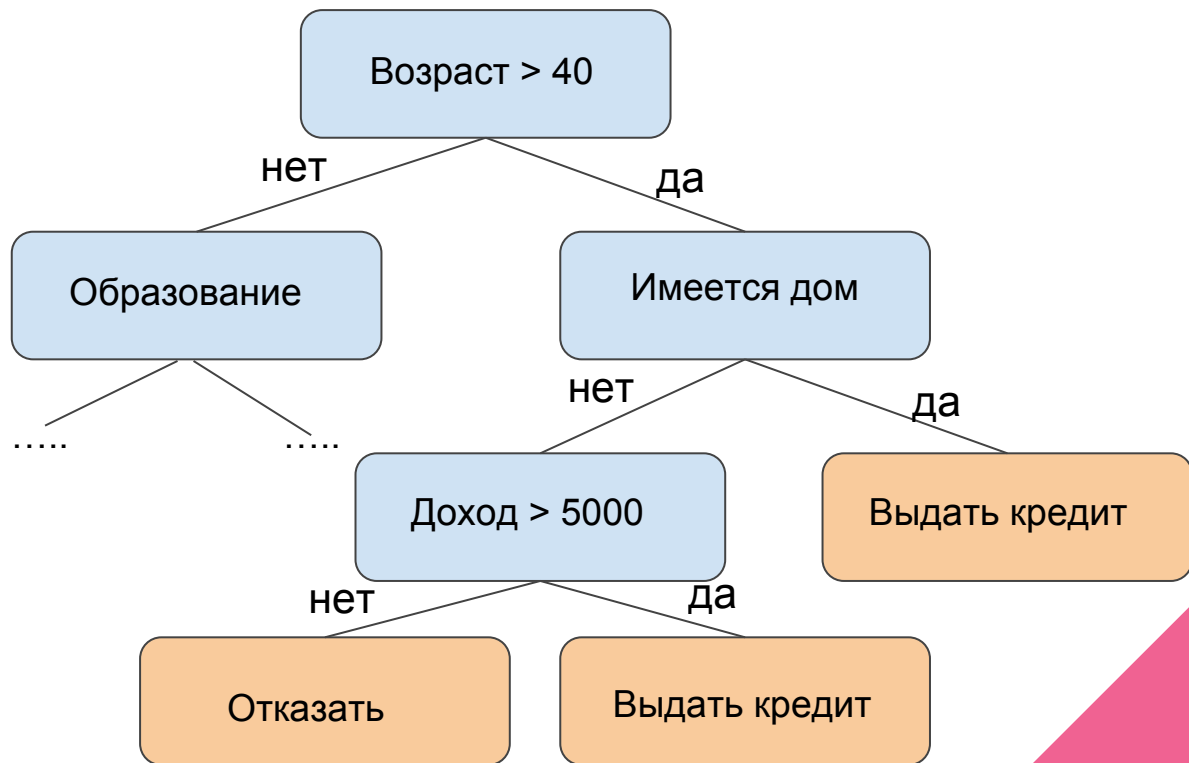 Возраст > 40
нет
да
Образование
Имеется дом
нет
да
…..
…..
Доход > 5000
Выдать кредит
нет
да
Отказать
Выдать кредит